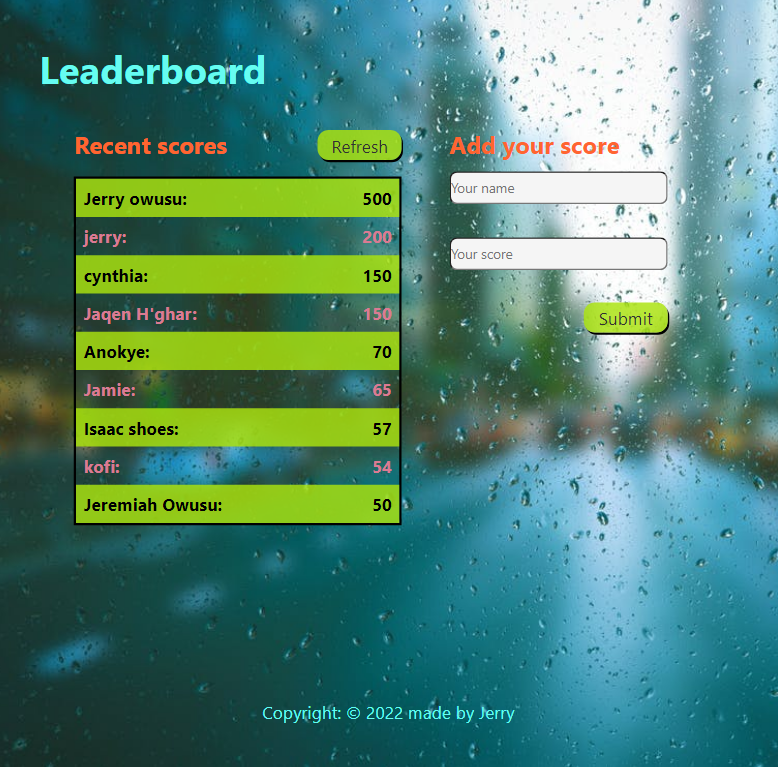 Leaderboard
Recent scores
Refresh
Jerry owusu: 500
jerry: 200
cynthia: 150
Jaqen H'ghar: 150
Anokye: 70
Jamie: 65
Isaac shoes: 57
kofi: 54
Jeremiah Owusu: 50
Add your score
Your name
Your score
Submit
Copyright: © 2022 made by Jerry